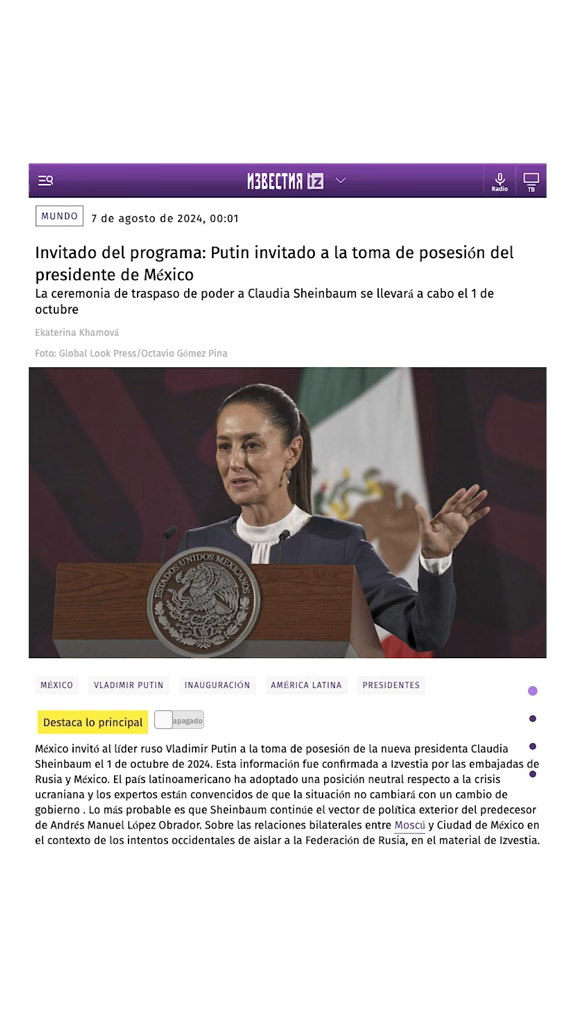 ИЗВЕСТИЯ iz
Radio
ТВ
MUNDO
7 de agosto de 2024, 00:01
Invitado del programa: Putin invitado a la toma de posesión del
presidente de México
La ceremonia de traspaso de poder a Claudia Sheinbaum se llevará a cabo el 1 de
octubre
Ekaterina Khamová
Foto: Global Look Press/Octavio Gómez Pina
ESTADOS UNIDOS MEXICANOS
MÉXICO
VLADIMIR PUTIN
INAUGURACIÓN
AMÉRICA LATINA
PRESIDENTES
Destaca lo principal
apagado
México invitó al líder ruso Vladimir Putin a la toma de posesión de la nueva presidenta Claudia
Sheinbaum el 1 de octubre de 2024. Esta información fue confirmada a Izvestia por las embajadas de
Rusia y México. El país latinoamericano ha adoptado una posición neutral respecto a la crisis
ucraniana y los expertos están convencidos de que la situación no cambiará con un cambio de
gobierno . Lo más probable es que Sheinbaum continúe el vector de política exterior del predecesor
de Andrés Manuel López Obrador. Sobre las relaciones bilaterales entre Moscú y Ciudad de México en
el contexto de los intentos occidentales de aislar a la Federación de Rusia, en el material de Izvestia.